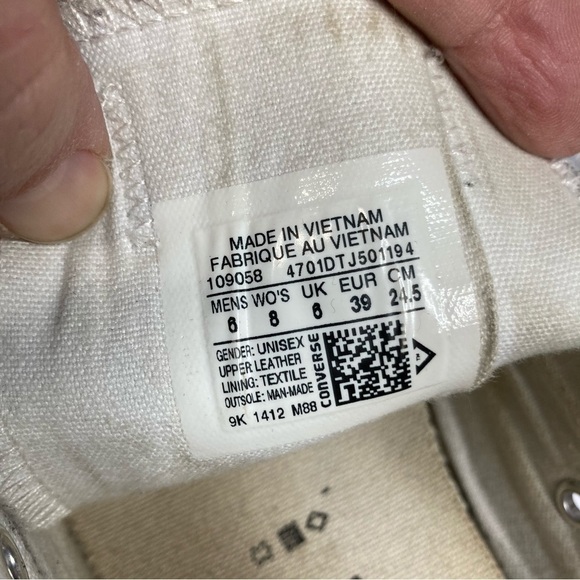 MADE IN VIETNAM
FABRIQUE AU VIETNAM
109058 4701DTJ501194
MENS WO'S UK EUR CM
6 8 6 39 24.5
GENDER: UNISEX
UPPER LEATHER
LINING: TEXTILE
OUTSOLE: MAN-MADE
9K 1412 M88
CONVERSE